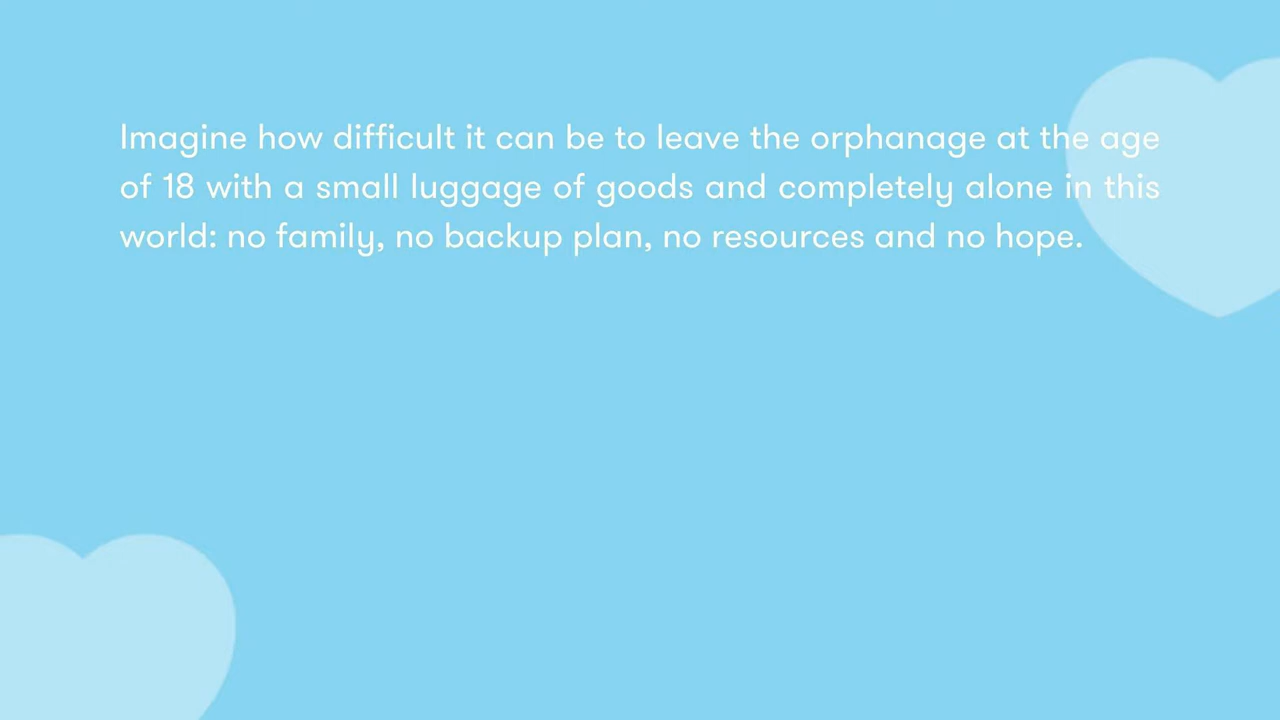 Imagine how difficult it can be to leave the orphanage at the age
of 18 with a small luggage of goods and completely alone in this
world: no family, no backup plan, no resources and no hope.